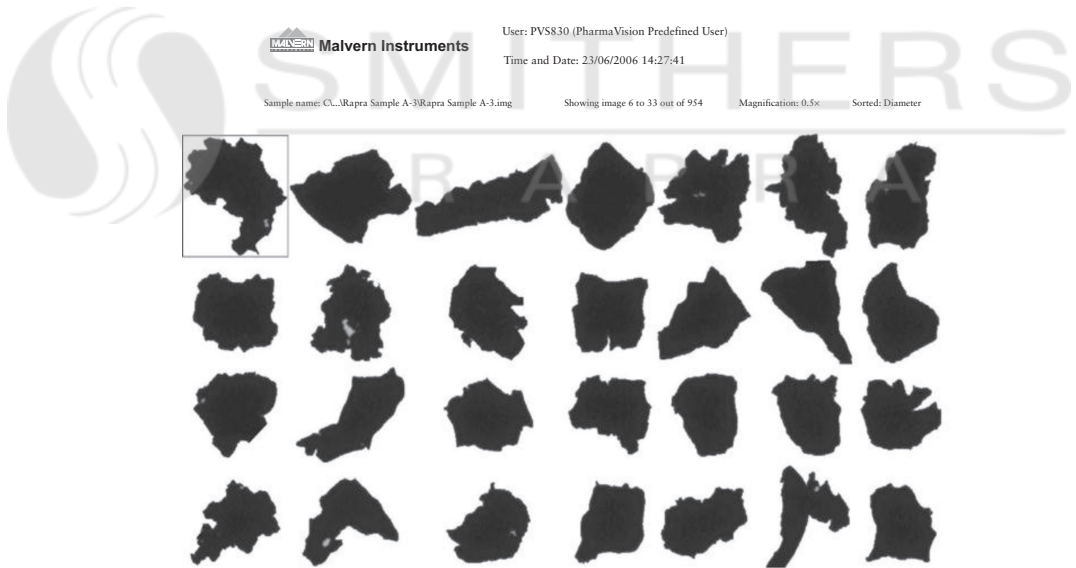 SMITHERS
RAPRA
MALVERN Malvern Instruments
User: PVS830 (PharmaVision Predefined User)
Time and Date: 23/06/2006 14:27:41
Sample name: C\...\Rapra Sample A-3\Rapra Sample A-3.img Showing image 6 to 33 out of 954 Magnification: 0.5× Sorted: Diameter